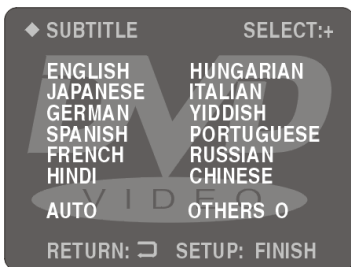 ◆ SUBTITLE SELECT:+
ENGLISH HUNGARIAN
JAPANESE ITALIAN
GERMAN YIDDISH
SPANISH PORTUGUESE
FRENCH RUSSIAN
HINDI CHINESE
VIDEO
AUTO OTHERS O
RETURN: ⊃ SETUP: FINISH